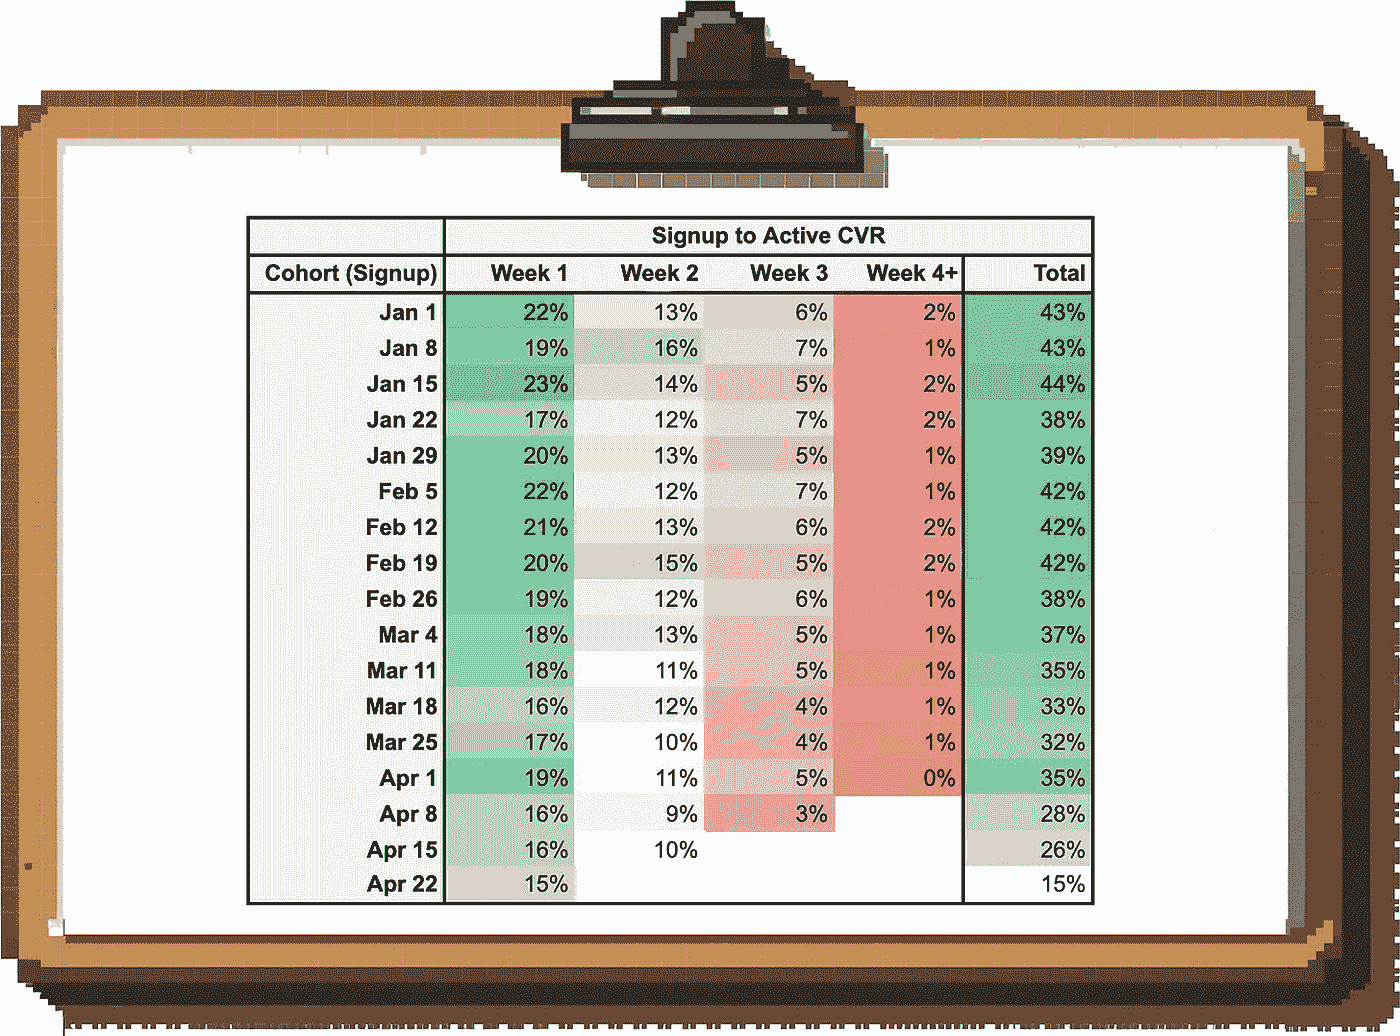 Signup to Active CVR
Cohort (Signup) Week 1 Week 2 Week 3 Week 4+ Total
Jan 1 22% 13% 6% 2% 43%
Jan 8 19% 16% 7% 1% 43%
Jan 15 23% 14% 5% 2% 44%
Jan 22 17% 12% 7% 2% 38%
Jan 29 20% 13% 5% 1% 39%
Feb 5 22% 12% 7% 1% 42%
Feb 12 21% 13% 6% 2% 42%
Feb 19 20% 15% 5% 2% 42%
Feb 26 19% 12% 6% 1% 38%
Mar 4 18% 13% 5% 1% 37%
Mar 11 18% 11% 5% 1% 35%
Mar 18 16% 12% 4% 1% 33%
Mar 25 17% 10% 4% 1% 32%
Apr 1 19% 11% 5% 0% 35%
Apr 8 16% 9% 3% 28%
Apr 15 16% 10% 26%
Apr 22 15% 15%